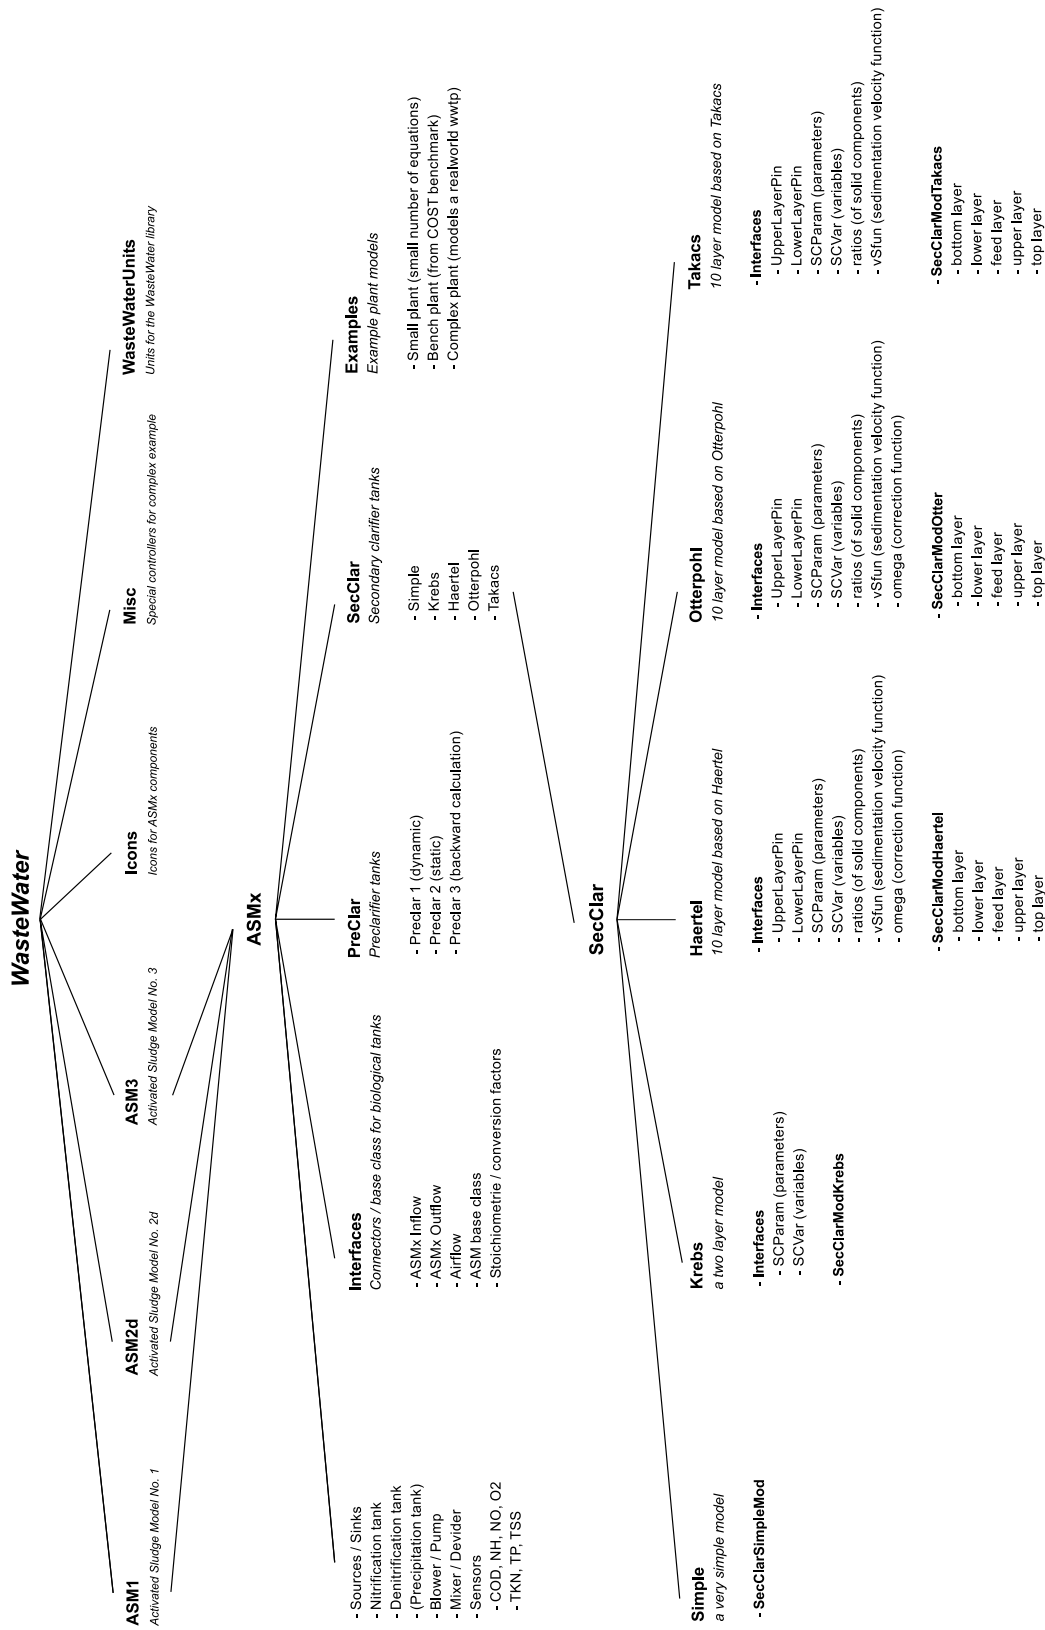 WasteWater
ASM1
Activated Sludge Model No. 1
ASM2d
Activated Sludge Model No. 2d
ASM3
Activated Sludge Model No. 3
Icons
Icons for ASMx components
Misc
Special controllers for complex example
WasteWaterUnits
Units for the WasteWater library
ASMx
- Sources / Sinks
- Nitrification tank
- Denitrification tank
- (Precipitation tank)
- Blower / Pump
- Mixer / Devider
- Sensors
- COD, NH, NO, O2
- TKN, TP, TSS
Interfaces
Connectors / base class for biological tanks
- ASMx Inflow
- ASMx Outflow
- Airflow
- ASM base class
- Stoichiometrie / conversion factors
PreClar
Preclarifier tanks
- Preclar 1 (dynamic)
- Preclar 2 (static)
- Preclar 3 (backward calculation)
SecClar
Secondary clarifier tanks
- Simple
- Krebs
- Haertel
- Otterpohl
- Takacs
Examples
Example plant models
- Small plant (small number of equations)
- Bench plant (from COST benchmark)
- Complex plant (models a realworld wwtp)
SecClar
Simple
a very simple model
- SecClarSimpleMod
Krebs
a two layer model
- Interfaces
- SCParam (parameters)
- SCVar (variables)
- SecClarModKrebs
Haertel
10 layer model based on Haertel
- Interfaces
- UpperLayerPin
- LowerLayerPin
- SCParam (parameters)
- SCVar (variables)
- ratios (of solid components)
- vSfun (sedimentation velocity function)
- omega (correction function)
- SecClarModHaertel
- bottom layer
- lower layer
- feed layer
- upper layer
- top layer
Otterpohl
10 layer model based on Otterpohl
- Interfaces
- UpperLayerPin
- LowerLayerPin
- SCParam (parameters)
- SCVar (variables)
- ratios (of solid components)
- vSfun (sedimentation velocity function)
- omega (correction function)
- SecClarModOtter
- bottom layer
- lower layer
- feed layer
- upper layer
- top layer
Takacs
10 layer model based on Takacs
- Interfaces
- UpperLayerPin
- LowerLayerPin
- SCParam (parameters)
- SCVar (variables)
- ratios (of solid components)
- vSfun (sedimentation velocity function)
- SecClarModTakacs
- bottom layer
- lower layer
- feed layer
- upper layer
- top layer